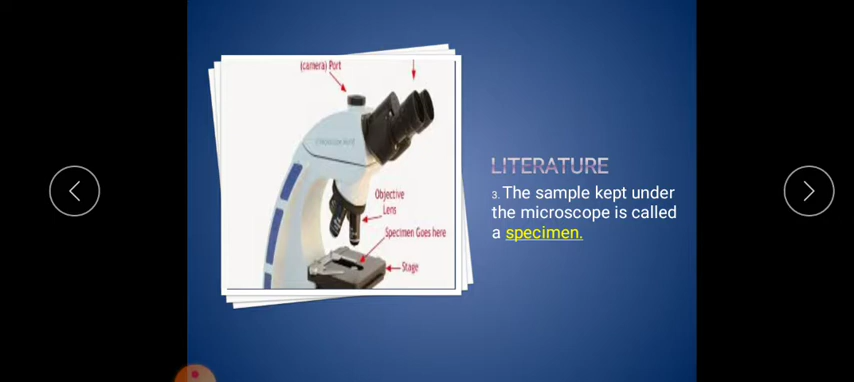 (camera) Port
Objective
Lens
Specimen Goes here
Stage
LITERATURE
3. The sample kept under
the microscope is called
a specimen.